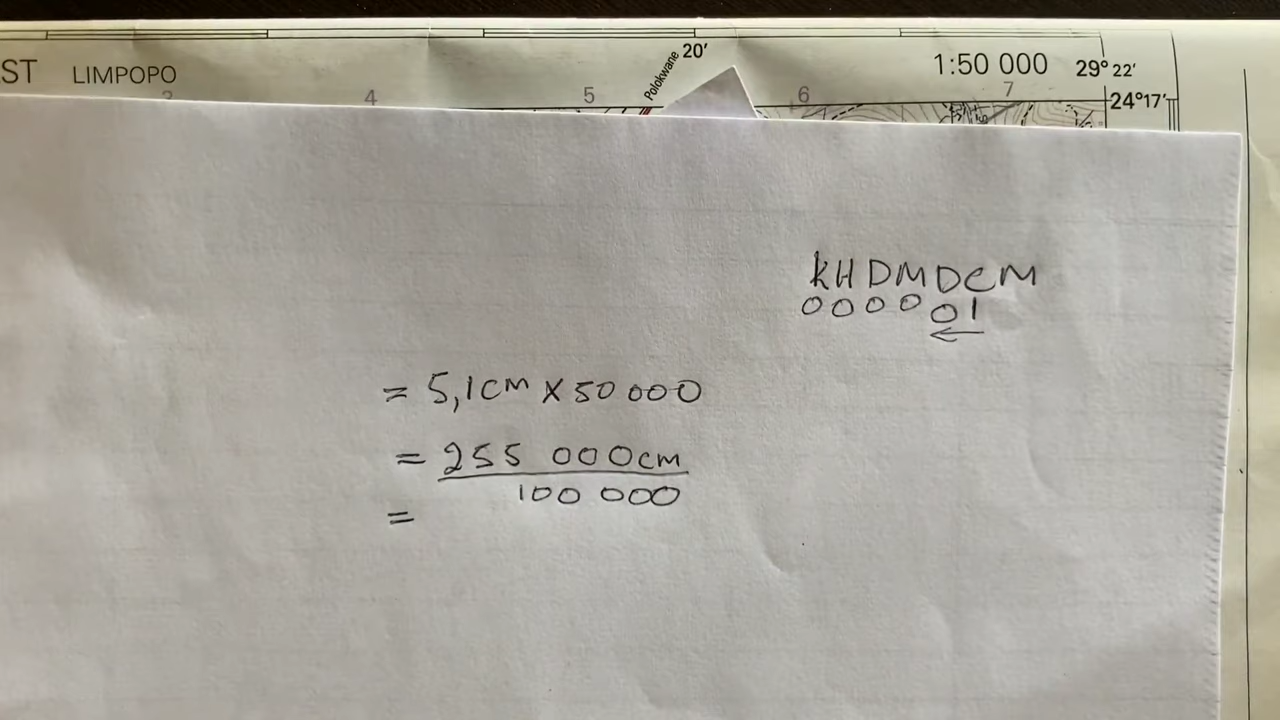 ST LIMPOPO
Polokwane
20'
1:50 000
29° 22'
3 4 5 6 7
24°17'
KHDMDCM
000001
= 5,1cm × 50 000
= 255 000cm
100 000
=